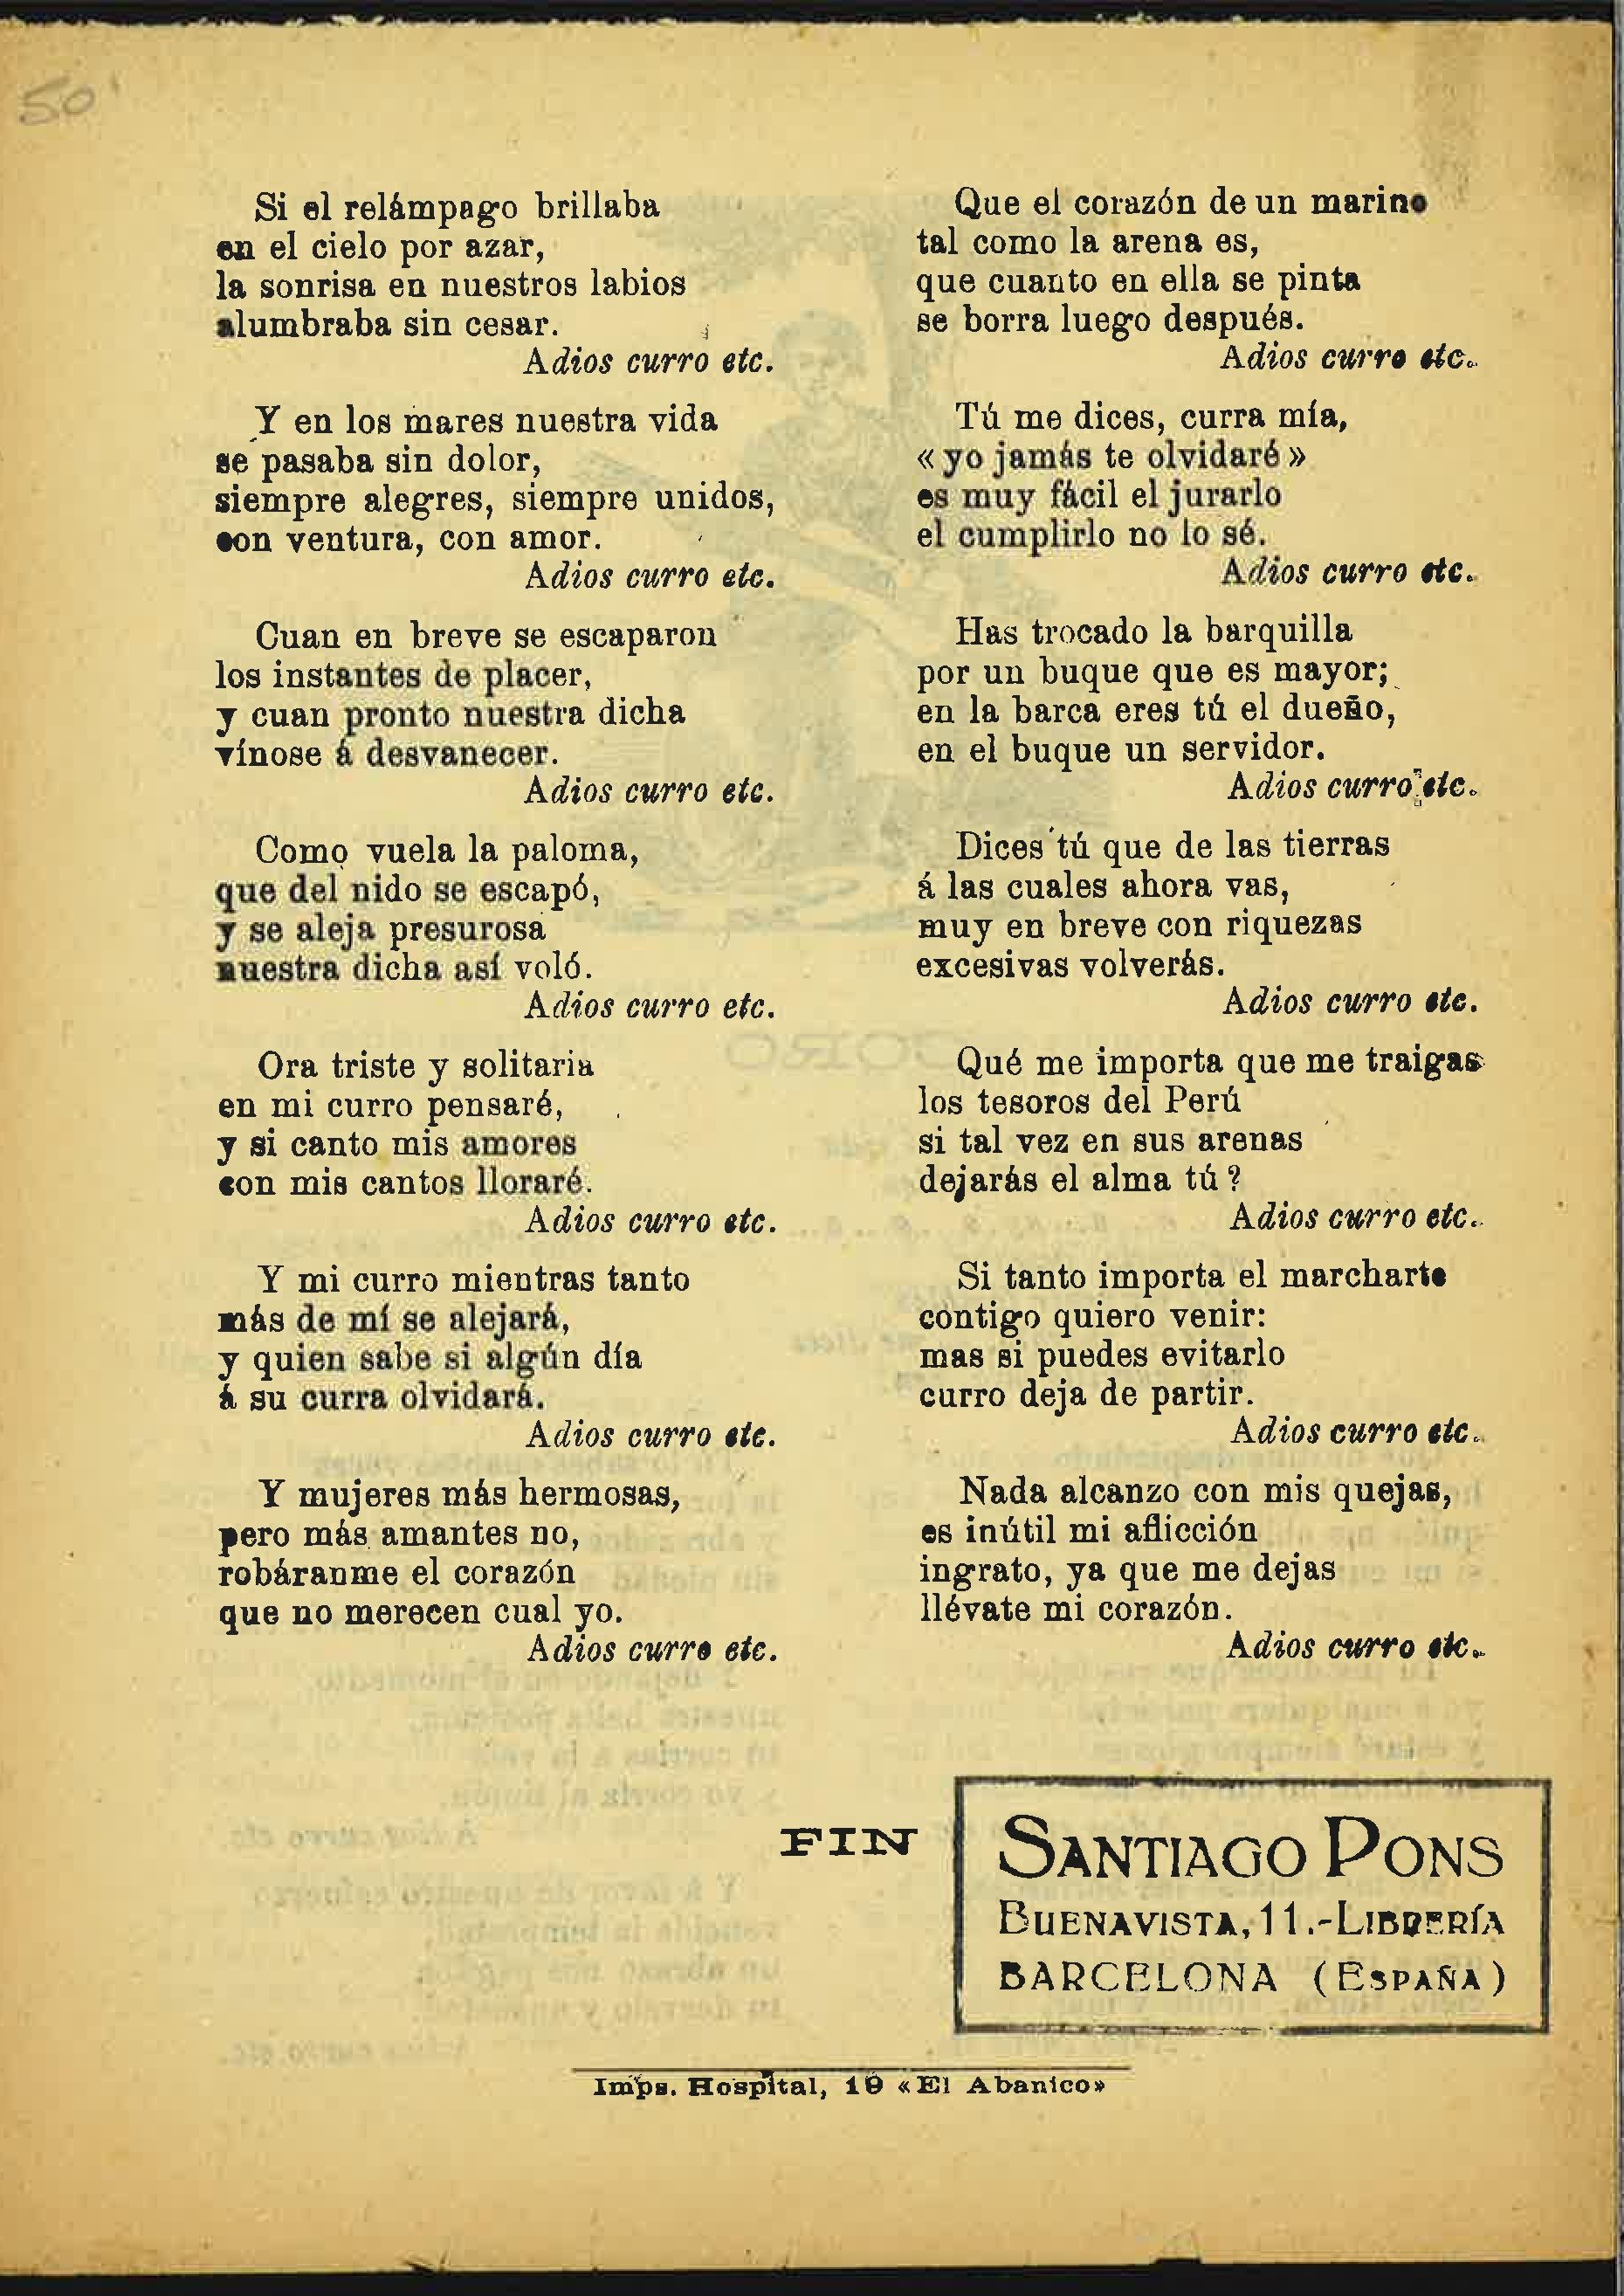 50
Si el relámpago brillaba
en el cielo por azar,
la sonrisa en nuestros labios
alumbraba sin cesar.
Adios curro etc.
Y en los mares nuestra vida
se pasaba sin dolor,
siempre alegres, siempre unidos,
con ventura, con amor.
Adios curro etc.
Cuan en breve se escaparon
los instantes de placer,
y cuan pronto nuestra dicha
vínose á desvanecer.
Adios curro etc.
Como vuela la paloma,
que del nido se escapó,
y se aleja presurosa
nuestra dicha así voló.
Adios curro etc.
Ora triste y solitaria
en mi curro pensaré,
y si canto mis amores
con mis cantos lloraré.
Adios curro etc.
Y mi curro mientras tanto
más de mí se alejará,
y quien sabe si algún día
á su curra olvidará.
Adios curro etc.
Y mujeres más hermosas,
pero más amantes no,
robáranme el corazón
que no merecen cual yo.
Adios curro etc.
Que el corazón de un marino
tal como la arena es,
que cuanto en ella se pinta
se borra luego después.
Adios curro etc.
Tú me dices, curra mía,
«yo jamás te olvidaré»
es muy fácil el jurarlo
el cumplirlo no lo sé.
Adios curro etc.
Has trocado la barquilla
por un buque que es mayor;
en la barca eres tú el dueño,
en el buque un servidor.
Adios curro etc.
Dices tú que de las tierras
á las cuales ahora vas,
muy en breve con riquezas
excesivas volverás.
Adios curro etc.
Qué me importa que me traigas
los tesoros del Perú
si tal vez en sus arenas
dejarás el alma tú?
Adios curro etc.
Si tanto importa el marcharte
contigo quiero venir:
mas si puedes evitarlo
curro deja de partir.
Adios curro etc.
Nada alcanzo con mis quejas,
es inútil mi aflicción
ingrato, ya que me dejas
llévate mi corazón.
Adios curro etc.
FIN
SANTIAGO PONS
BUENAVISTA, 11.-LIBRERÍA
BARCELONA (ESPAÑA)
Imps. Hospital, 19 «El Abanico»